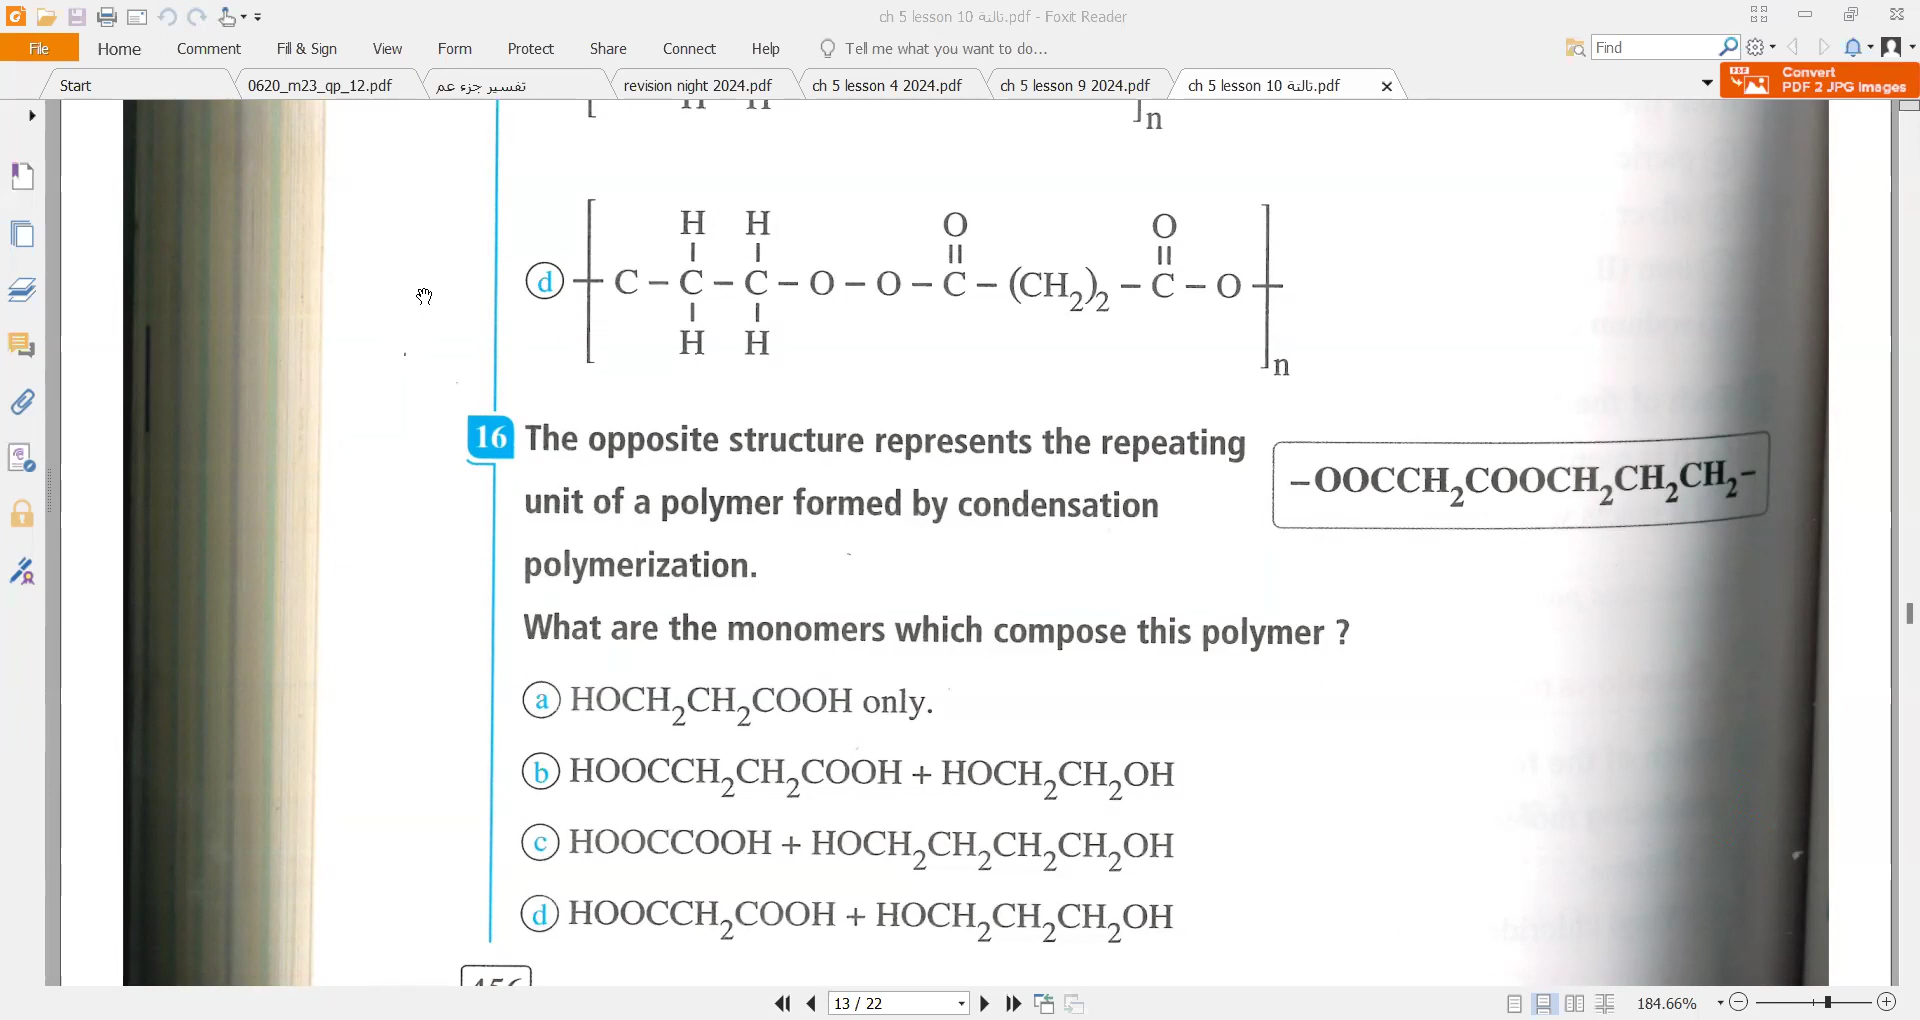 ch 5 lesson 10 تالتة.pdf - Foxit Reader
File Home Comment Fill & Sign View Form Protect Share Connect Help Tell me what you want to do... Find
Start 0620_m23_qp_12.pdf تفسير جزء عم revision night 2024.pdf ch 5 lesson 4 2024.pdf ch 5 lesson 9 2024.pdf ch 5 lesson 10 تالتة.pdf
PDF Convert
PDF 2 JPG Images
H H
n
H H O O
d C – C – C – O – O – C – (CH₂)₂ – C – O
H H
n
16 The opposite structure represents the repeating
unit of a polymer formed by condensation
polymerization.
–OOCCH₂COOCH₂CH₂CH₂–
What are the monomers which compose this polymer ?
a HOCH₂CH₂COOH only.
b HOOCCH₂CH₂COOH + HOCH₂CH₂OH
c HOOCCOOH + HOCH₂CH₂CH₂CH₂OH
d HOOCCH₂COOH + HOCH₂CH₂CH₂OH
456
13 / 22
184.66%